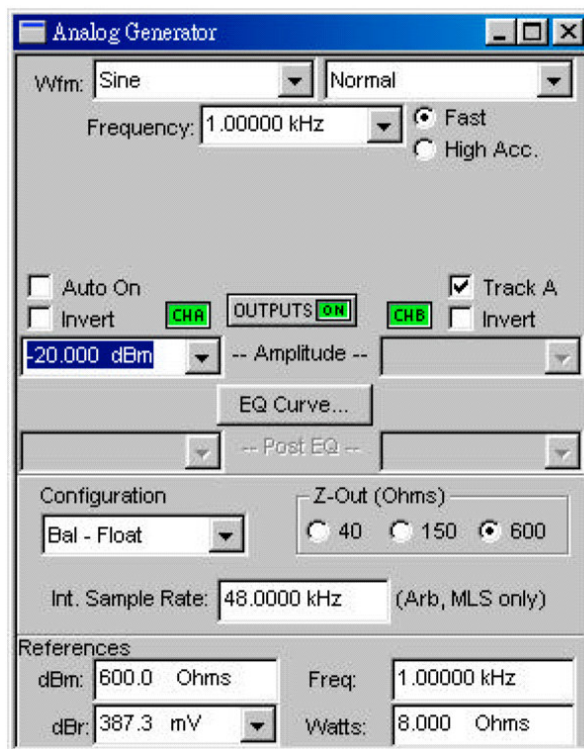 Analog Generator
Wfm: Sine Normal
Frequency: 1.00000 kHz Fast
High Acc.
Auto On Track A
Invert CHA OUTPUTS ON CHB Invert
-20.000 dBm -- Amplitude --
EQ Curve...
-- Post EQ --
Configuration Z-Out (Ohms)
Bal - Float 40 150 600
Int. Sample Rate: 48.0000 kHz (Arb, MLS only)
References
dBm: 600.0 Ohms Freq: 1.00000 kHz
dBr: 387.3 mV Watts: 8.000 Ohms